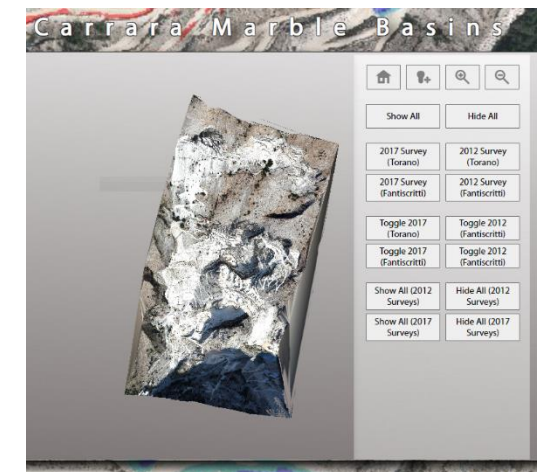 Carrara Marble Basins
Show All
Hide All
2017 Survey
(Torano)
2012 Survey
(Torano)
2017 Survey
(Fantiscritti)
2012 Survey
(Fantiscritti)
Toggle 2017
(Torano)
Toggle 2012
(Torano)
Toggle 2017
(Fantiscritti)
Toggle 2012
(Fantiscritti)
Show All (2012
Surveys)
Hide All (2012
Surveys)
Show All (2017
Surveys)
Hide All (2017
Surveys)